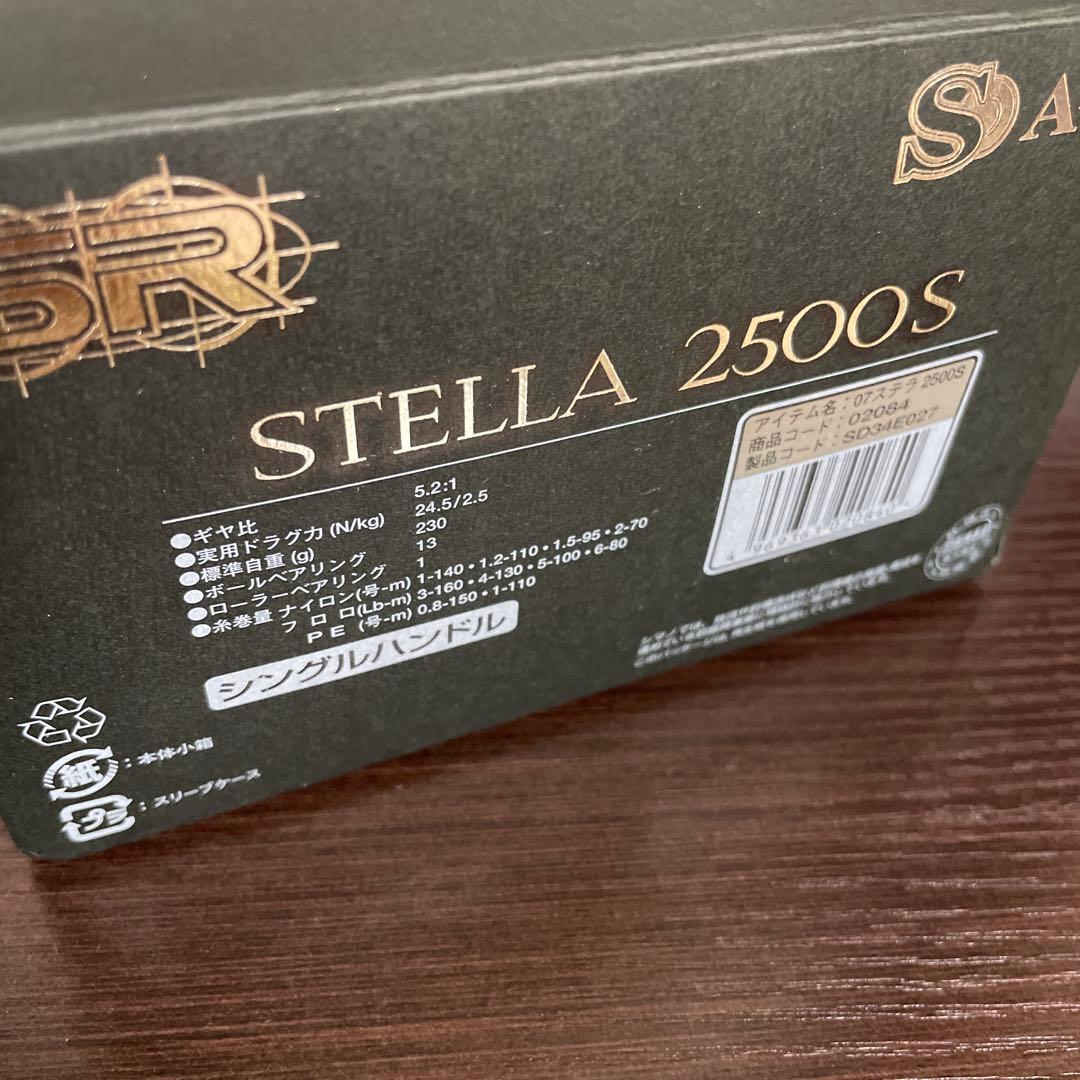 SR
S A
STELLA 2500S
アイテム名：07ステラ 2500S
商品コード：02084
製品コード：SD34E027
●ギヤ比 5.2:1
●実用ドラグ力 (N/kg) 24.5/2.5
●標準自重 (g) 230
●ボールベアリング 13
●ローラーベアリング 1
●糸巻量 ナイロン(号-m) 1-140・1.2-110・1.5-95・2-70
フロロ(Lb-m) 3-160・4-130・5-100・6-80
PE (号-m) 0.8-150・1-110
シングルハンドル
紙：本体小箱
プラ：スリーブケース